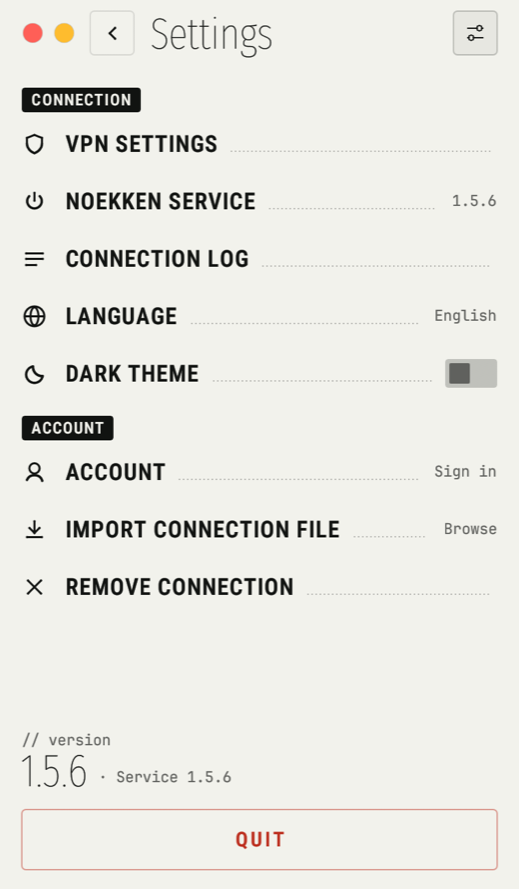 Settings
CONNECTION
VPN SETTINGS
NOEKKEN SERVICE 1.5.6
CONNECTION LOG
LANGUAGE English
DARK THEME
ACCOUNT
ACCOUNT Sign in
IMPORT CONNECTION FILE Browse
REMOVE CONNECTION
// version
1.5.6 · Service 1.5.6
QUIT